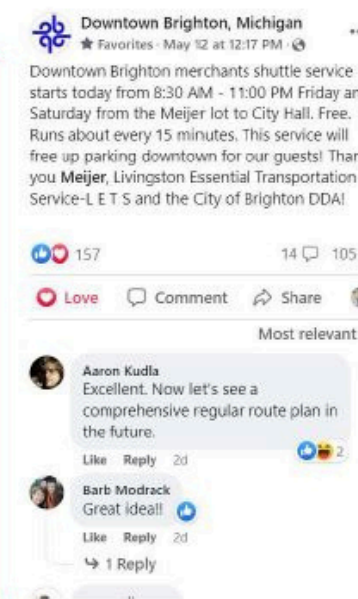 Downtown Brighton, Michigan
Favorites · May 12 at 12:17 PM ·
Downtown Brighton merchants shuttle service
starts today from 8:30 AM - 11:00 PM Friday
Saturday from the Meijer lot to City Hall. Free.
Runs about every 15 minutes. This service will
free up parking downtown for our guests!
you Meijer, Livingston Essential Transportation
Service-L E T S and the City of Brighton DDA!
157
14
105
Love Comment Share
Most relevant
Aaron Kudla
Excellent. Now let's see a
comprehensive regular route plan in
the future.
2
Like Reply 2d
Barb Modrack
Great idea!!
Like Reply 2d
1 Reply